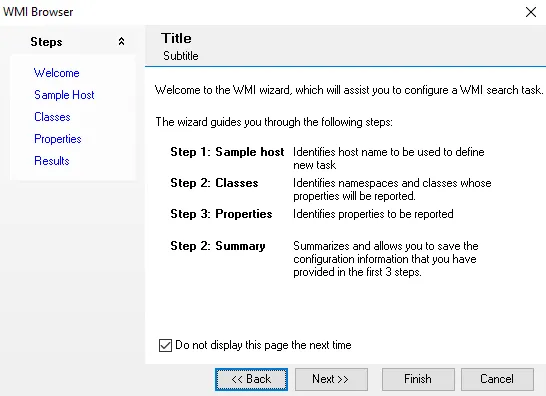 WMI Browser
Steps
Welcome
Sample Host
Classes
Properties
Results
Title
Subtitle
Welcome to the WMI wizard, which will assist you to configure a WMI search task.
The wizard guides you through the following steps:
Step 1: Sample host Identifies host name to be used to define
new task
Step 2: Classes Identifies namespaces and classes whose
properties will be reported.
Step 3: Properties Identifies properties to be reported
Step 2: Summary Summarizes and allows you to save the
configuration information that you have
provided in the first 3 steps.
Do not display this page the next time
<< Back Next >> Finish Cancel